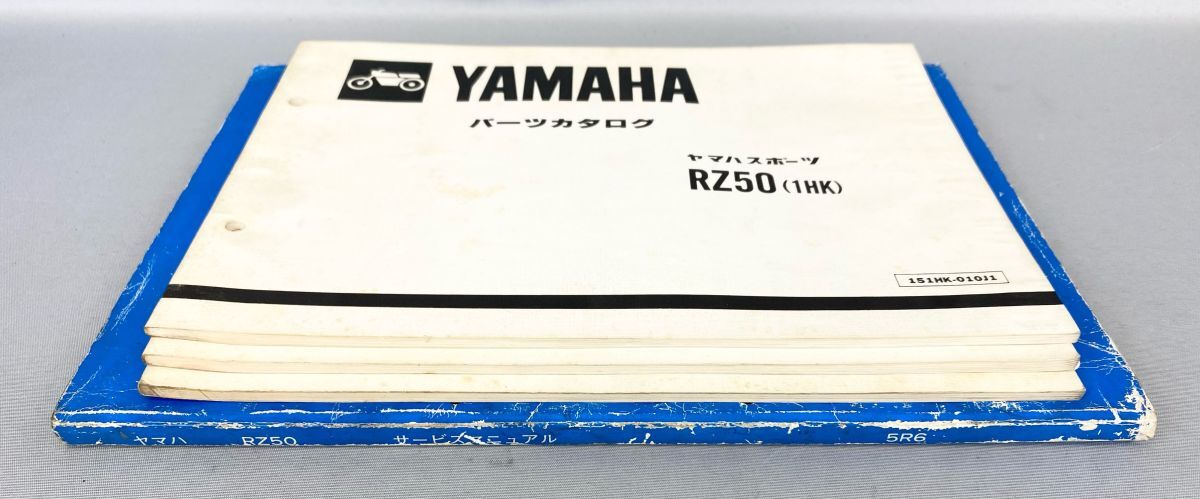 YAMAHA
パーツカタログ
ヤマハスポーツ
RZ50(1HK)
151HK-010J1
ヤマハ RZ50 サービスマニュアル 5R6